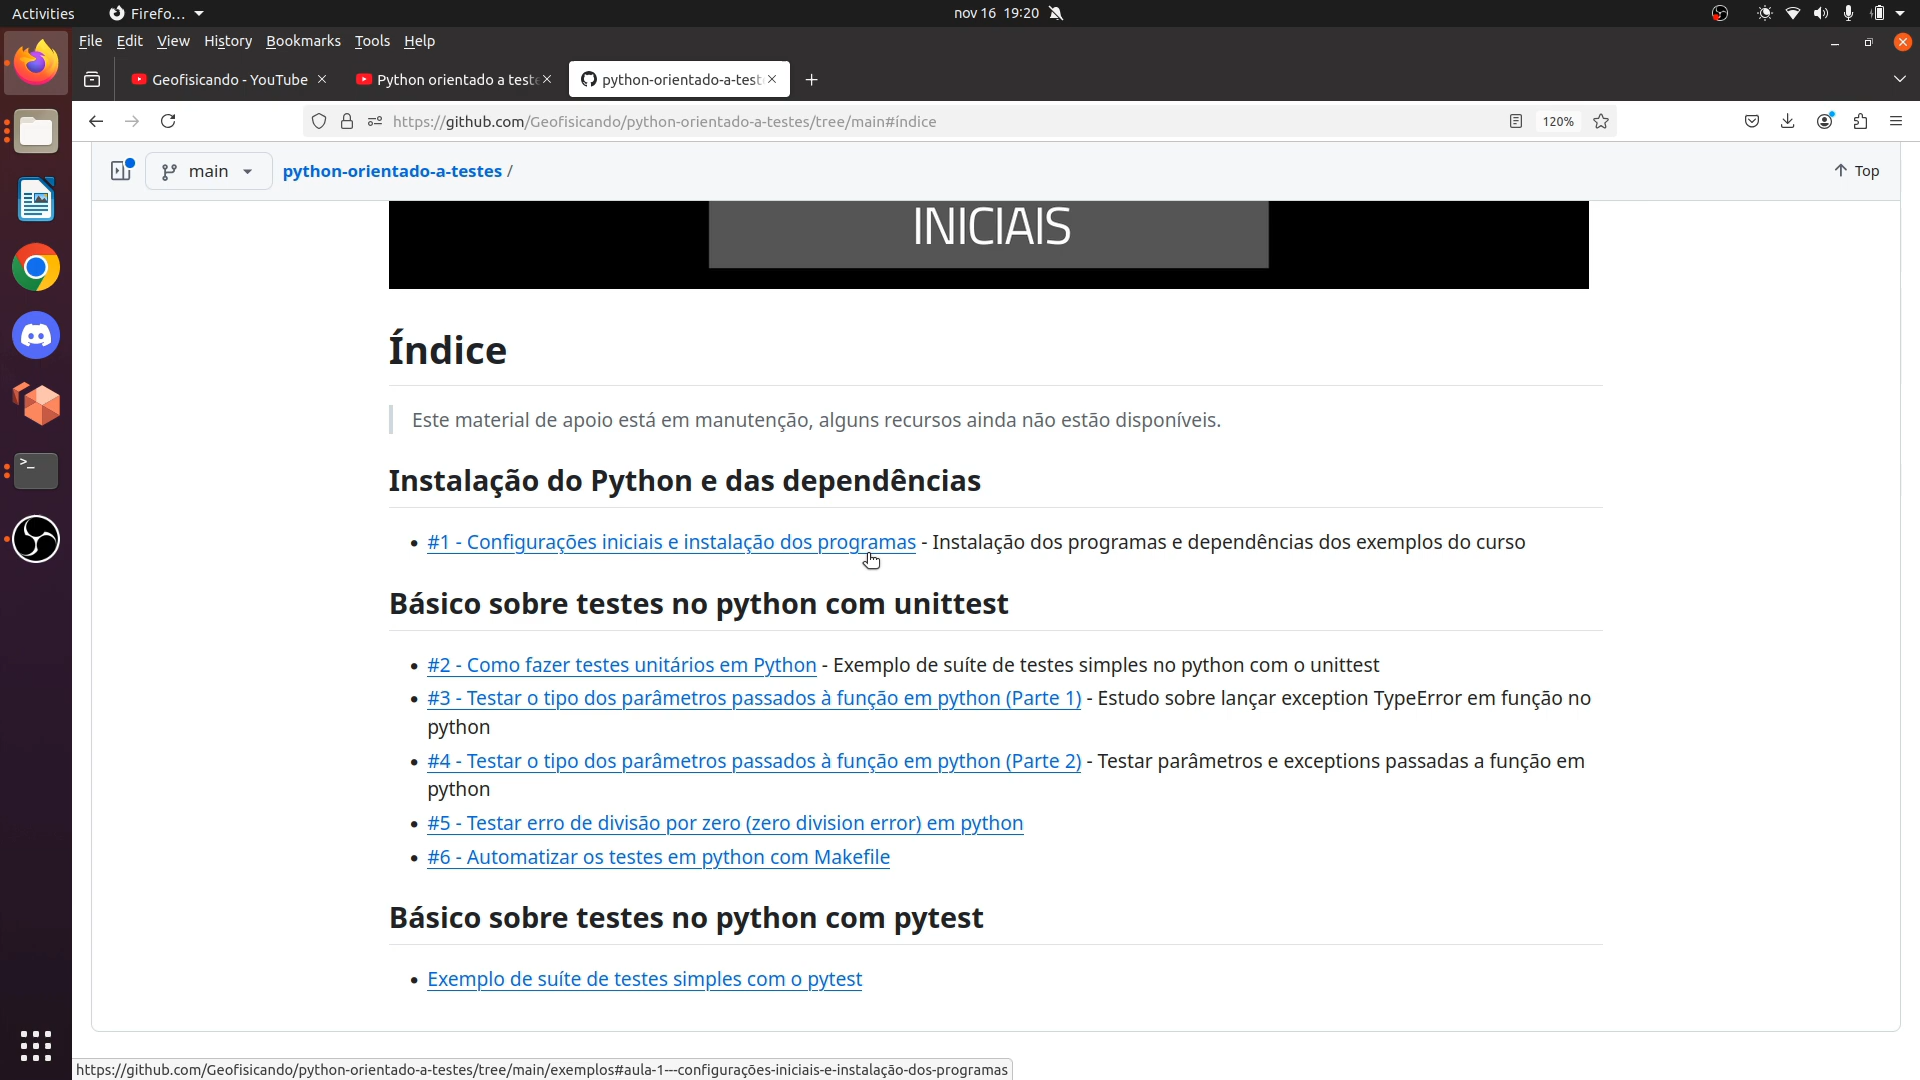 Activities Firefo... nov 16 19:20
File Edit View History Bookmarks Tools Help
Geofisicando - YouTube Python orientado a teste python-orientado-a-test
https://github.com/Geofisicando/python-orientado-a-testes/tree/main#índice 120%
main python-orientado-a-testes / Top
INICIAIS
Índice
Este material de apoio está em manutenção, alguns recursos ainda não estão disponíveis.
Instalação do Python e das dependências
#1 - Configurações iniciais e instalação dos programas - Instalação dos programas e dependências dos exemplos do curso
Básico sobre testes no python com unittest
#2 - Como fazer testes unitários em Python - Exemplo de suíte de testes simples no python com o unittest
#3 - Testar o tipo dos parâmetros passados à função em python (Parte 1) - Estudo sobre lançar exception TypeError em função no
python
#4 - Testar o tipo dos parâmetros passados à função em python (Parte 2) - Testar parâmetros e exceptions passadas a função em
python
#5 - Testar erro de divisão por zero (zero division error) em python
#6 - Automatizar os testes em python com Makefile
Básico sobre testes no python com pytest
Exemplo de suíte de testes simples com o pytest
https://github.com/Geofisicando/python-orientado-a-testes/tree/main/exemplos#aula-1---configurações-iniciais-e-instalação-dos-programas